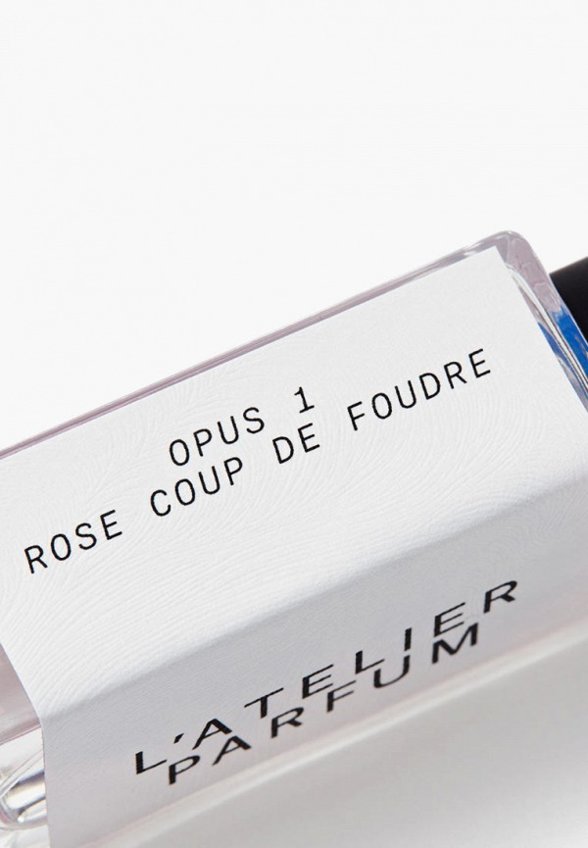 OPUS 1
ROSE COUP DE FOUDRE
L'ATELIER
PARFUM